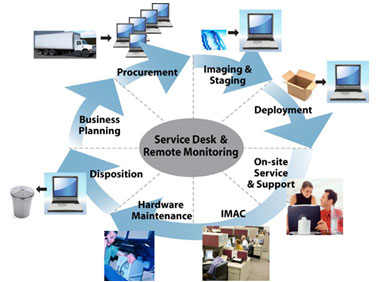 Procurement
Imaging &
Staging
Deployment
On-site
Service
& Support
IMAC
Hardware
Maintenance
Disposition
Business
Planning
Service Desk &
Remote Monitoring